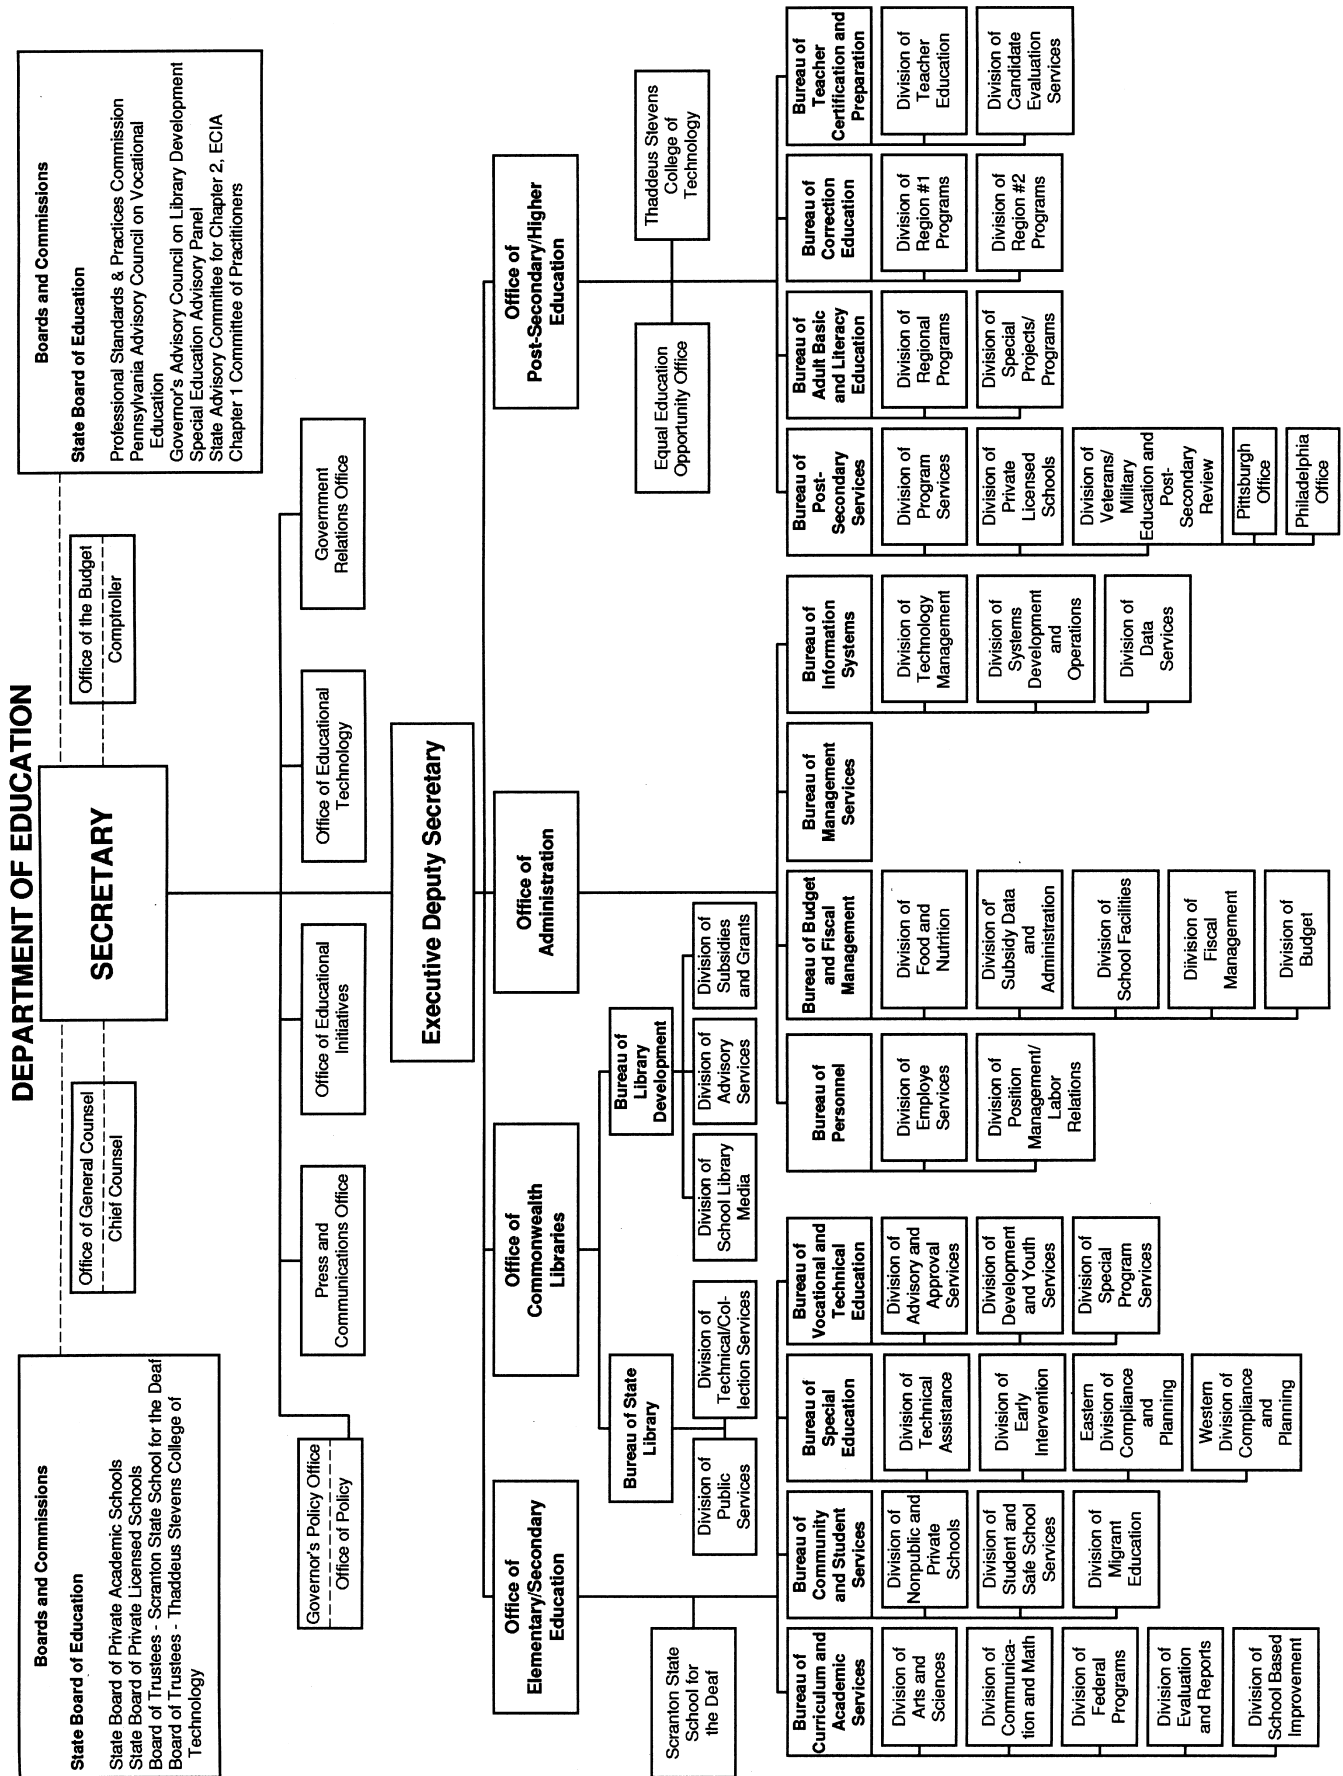 DEPARTMENT OF EDUCATION
Boards and Commissions
State Board of Education
State Board of Private Academic Schools
State Board of Private Licensed Schools
Board of Trustees - Scranton State School for the Deaf
Board of Trustees - Thaddeus Stevens College of
Technology
Office of General Counsel
Chief Counsel
SECRETARY
Office of the Budget
Comptroller
Boards and Commissions
State Board of Education
Professional Standards & Practices Commission
Pennsylvania Advisory Council on Vocational
Education
Governor's Advisory Council on Library Development
Special Education Advisory Panel
State Advisory Committee for Chapter 2, ECIA
Chapter 1 Committee of Practitioners
Governor's Policy Office
Office of Policy
Press and
Communications Office
Office of Educational
Initiatives
Office of Educational
Technology
Government
Relations Office
Executive Deputy Secretary
Office of
Elementary/Secondary
Education
Office of
Commonwealth
Libraries
Office of
Administration
Office of
Post-Secondary/Higher
Education
Scranton State
School for
the Deaf
Bureau of State
Library
Division of
Public
Services
Division of
Technical/Col-
lection Services
Bureau of
Library
Development
Division of
School Library
Media
Division of
Advisory
Services
Division of
Subsidies
and Grants
Equal Education
Opportunity Office
Thaddeus Stevens
College of
Technology
Bureau of
Curriculum and
Academic
Services
Division of
Arts and
Sciences
Division of
Communica-
tion and Math
Division of
Federal
Programs
Division of
Evaluation
and Reports
Division of
School Based
Improvement
Bureau of
Community
and Student
Services
Division of
Nonpublic and
Private
Schools
Division of
Student and
Safe School
Services
Division of
Migrant
Education
Bureau of
Special
Education
Division of
Technical
Assistance
Division of
Early
Intervention
Eastern
Division of
Compliance
and
Planning
Western
Division of
Compliance
and
Planning
Bureau of
Vocational and
Technical
Education
Division of
Advisory and
Approval
Services
Division of
Development
and Youth
Services
Division of
Special
Program
Services
Bureau of
Personnel
Division of
Employe
Services
Division of
Position
Management/
Labor
Relations
Bureau of Budget
and Fiscal
Management
Division of
Food and
Nutrition
Division of
Subsidy Data
and
Administration
Division of
School Facilities
Diivision of
Fiscal
Management
Division of
Budget
Bureau of
Management
Services
Bureau of
Information
Systems
Division of
Technology
Management
Division of
Systems
Development
and
Operations
Division of
Data
Services
Bureau of
Post-
Secondary
Services
Division of
Program
Services
Division of
Private
Licensed
Schools
Division of
Veterans/
Military
Education and
Post-
Secondary
Review
Pittsburgh
Office
Philadelphia
Office
Bureau of
Adult Basic
and Literacy
Education
Division of
Regional
Programs
Division of
Special
Projects/
Programs
Bureau of
Correction
Education
Division of
Region #1
Programs
Division of
Region #2
Programs
Bureau of
Teacher
Certification and
Preparation
Division of
Teacher
Education
Division of
Candidate
Evaluation
Services